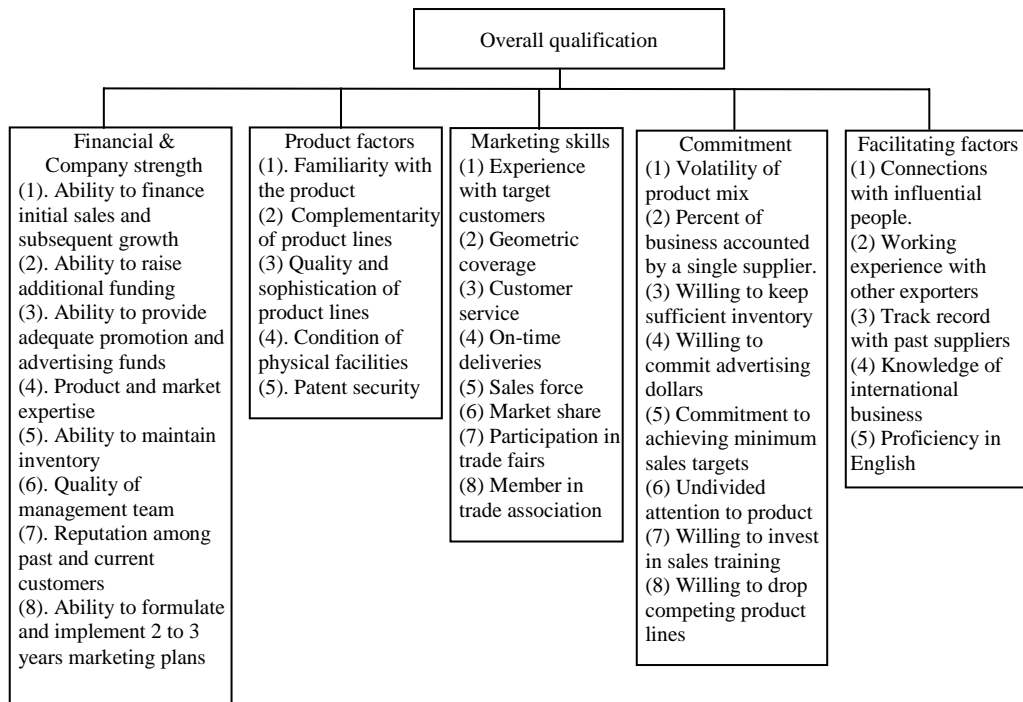 Overall qualification
Financial &
Company strength
(1). Ability to finance
initial sales and
subsequent growth
(2). Ability to raise
additional funding
(3). Ability to provide
adequate promotion and
advertising funds
(4). Product and market
expertise
(5). Ability to maintain
inventory
(6). Quality of
management team
(7). Reputation among
past and current
customers
(8). Ability to formulate
and implement 2 to 3
years marketing plans
Product factors
(1). Familiarity with
the product
(2) Complementarity
of product lines
(3) Quality and
sophistication of
product lines
(4). Condition of
physical facilities
(5). Patent security
Marketing skills
(1) Experience
with target
customers
(2) Geometric
coverage
(3) Customer
service
(4) On-time
deliveries
(5) Sales force
(6) Market share
(7) Participation in
trade fairs
(8) Member in
trade association
Commitment
(1) Volatility of
product mix
(2) Percent of
business accounted
by a single supplier.
(3) Willing to keep
sufficient inventory
(4) Willing to
commit advertising
dollars
(5) Commitment to
achieving minimum
sales targets
(6) Undivided
attention to product
(7) Willing to invest
in sales training
(8) Willing to drop
competing product
lines
Facilitating factors
(1) Connections
with influential
people.
(2) Working
experience with
other exporters
(3) Track record
with past suppliers
(4) Knowledge of
international
business
(5) Proficiency in
English